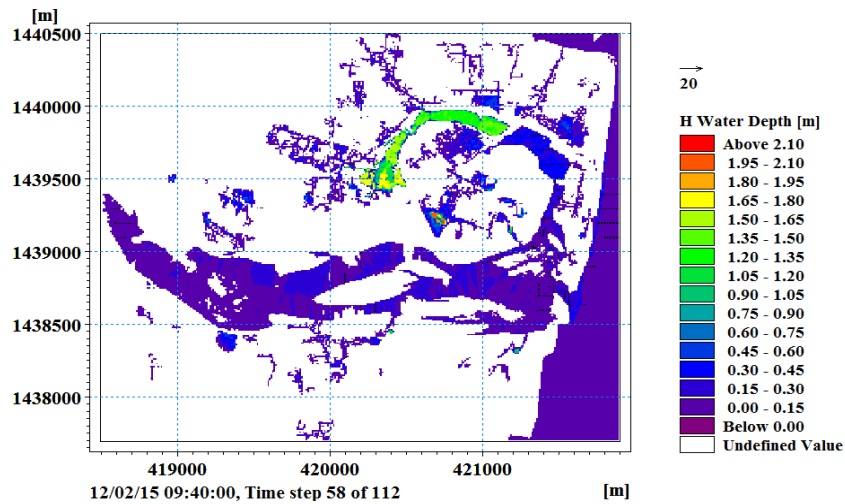 [m]
1440500
1440000
1439500
1439000
1438500
1438000
419000
420000
421000
[m]
12/02/15 09:40:00, Time step 58 of 112
20
H Water Depth [m]
Above 2.10
1.95 - 2.10
1.80 - 1.95
1.65 - 1.80
1.50 - 1.65
1.35 - 1.50
1.20 - 1.35
1.05 - 1.20
0.90 - 1.05
0.75 - 0.90
0.60 - 0.75
0.45 - 0.60
0.30 - 0.45
0.15 - 0.30
0.00 - 0.15
Below 0.00
Undefined Value